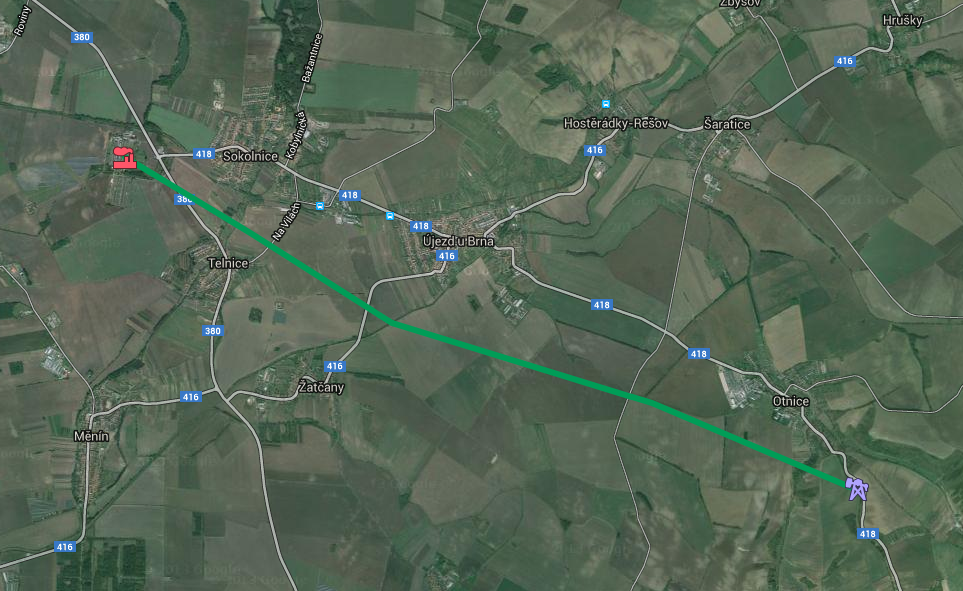 Zbýšov
Roviny
Hrušky
380
416
Bažantnice
Hostěrádky-Rešov
Šaratice
Kobylnická
418
Sokolnice
416
418
380
Na Vilách
418
Újezd u Brna
416
Telnice
418
380
418
416
Žatčany
416
Otnice
Měnín
418
416